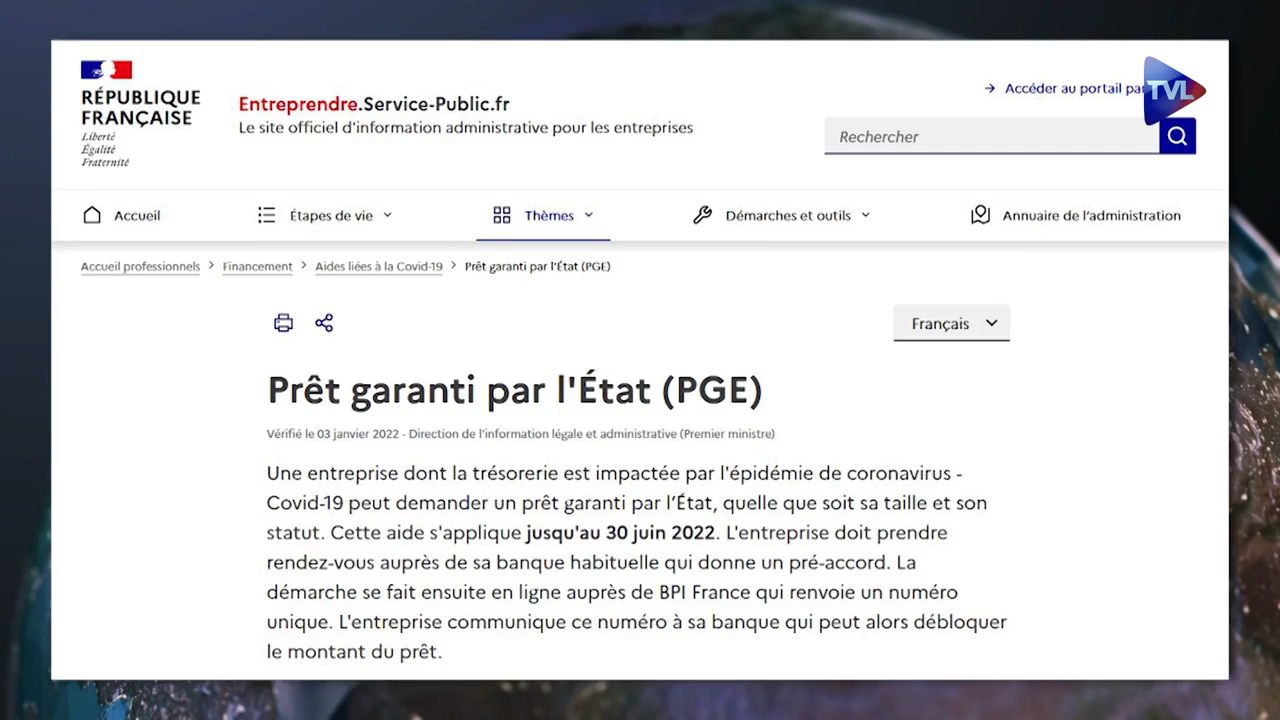 RÉPUBLIQUE
FRANÇAISE
Liberté
Égalité
Fraternité
Entreprendre.Service-Public.fr
Le site officiel d'information administrative pour les entreprises
Accéder au portail
TVL
Rechercher
Accueil
Étapes de vie
Thèmes
Démarches et outils
Annuaire de l'administration
Accueil professionnels > Financement > Aides liées à la Covid-19 > Prêt garanti par l'État (PGE)
Français
Prêt garanti par l'État (PGE)
Vérifié le 03 janvier 2022 - Direction de l'information légale et administrative (Premier ministre)
Une entreprise dont la trésorerie est impactée par l'épidémie de coronavirus -
Covid-19 peut demander un prêt garanti par l’État, quelle que soit sa taille et son
statut. Cette aide s'applique jusqu'au 30 juin 2022. L'entreprise doit prendre
rendez-vous auprès de sa banque habituelle qui donne un pré-accord. La
démarche se fait ensuite en ligne auprès de BPI France qui renvoie un numéro
unique. L'entreprise communique ce numéro à sa banque qui peut alors débloquer
le montant du prêt.